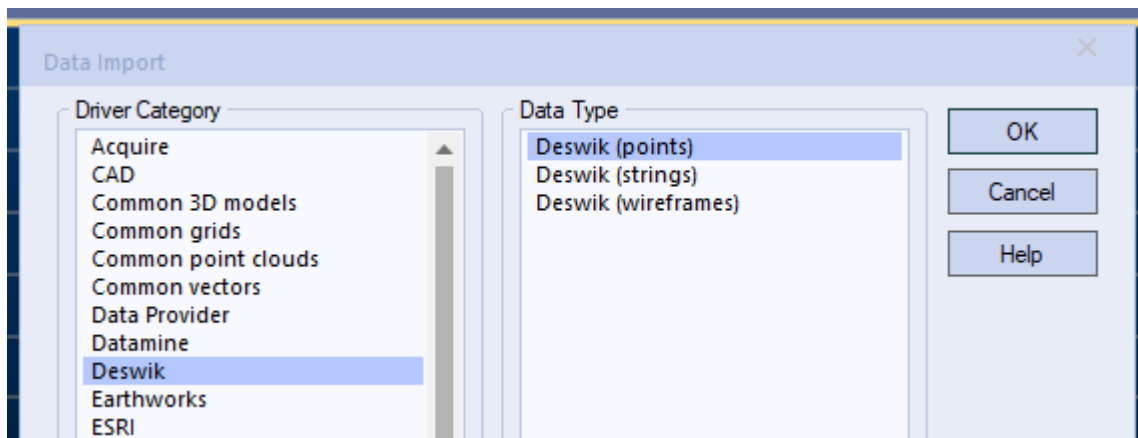 Data Import
Driver Category
Acquire
CAD
Common 3D models
Common grids
Common point clouds
Common vectors
Data Provider
Datamine
Deswik
Earthworks
ESRI
Data Type
Deswik (points)
Deswik (strings)
Deswik (wireframes)
OK
Cancel
Help